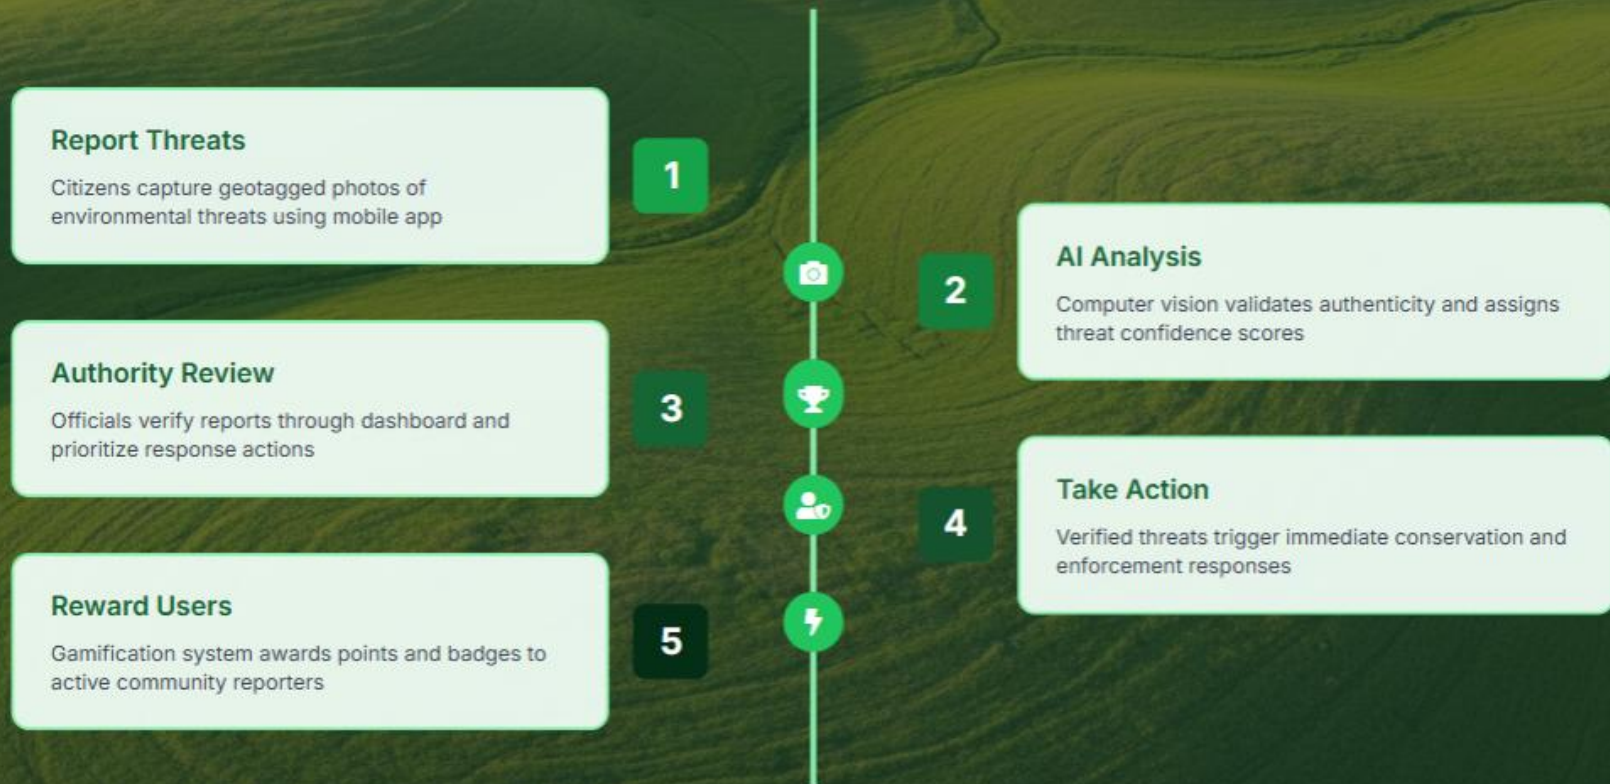 Report Threats
Citizens capture geotagged photos of
environmental threats using mobile app
1
2
AI Analysis
Computer vision validates authenticity and assigns
threat confidence scores
Authority Review
Officials verify reports through dashboard and
prioritize response actions
3
4
Take Action
Verified threats trigger immediate conservation and
enforcement responses
Reward Users
Gamification system awards points and badges to
active community reporters
5